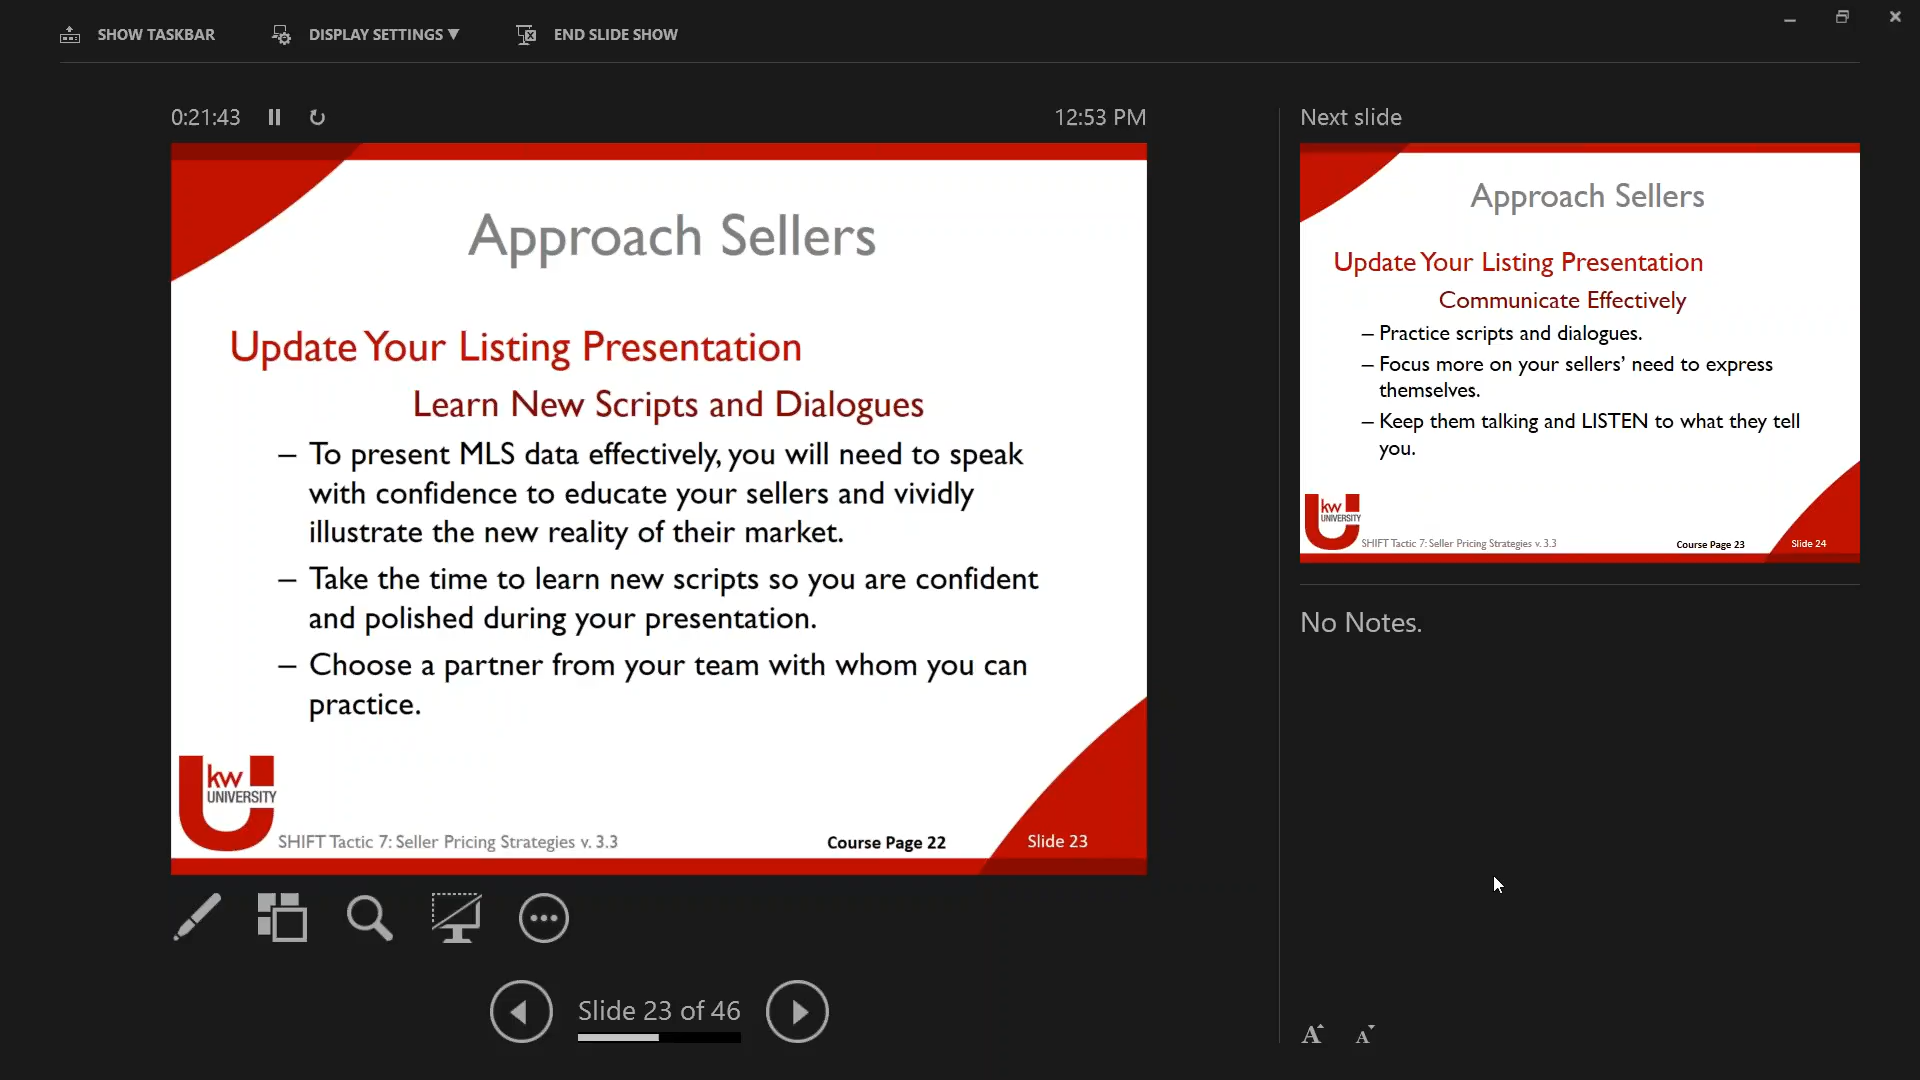 SHOW TASKBAR
DISPLAY SETTINGS ▼
END SLIDE SHOW
0:21:43
12:53 PM
Approach Sellers
Update Your Listing Presentation
Learn New Scripts and Dialogues
– To present MLS data effectively, you will need to speak
with confidence to educate your sellers and vividly
illustrate the new reality of their market.
– Take the time to learn new scripts so you are confident
and polished during your presentation.
– Choose a partner from your team with whom you can
practice.
kw
UNIVERSITY
SHIFT Tactic 7: Seller Pricing Strategies v. 3.3
Course Page 22
Slide 23
Slide 23 of 46
Next slide
Approach Sellers
Update Your Listing Presentation
Communicate Effectively
– Practice scripts and dialogues.
– Focus more on your sellers’ need to express
themselves.
– Keep them talking and LISTEN to what they tell
you.
kw
UNIVERSITY
SHIFT Tactic 7: Seller Pricing Strategies v. 3.3
Course Page 23
Slide 24
No Notes.
A
A